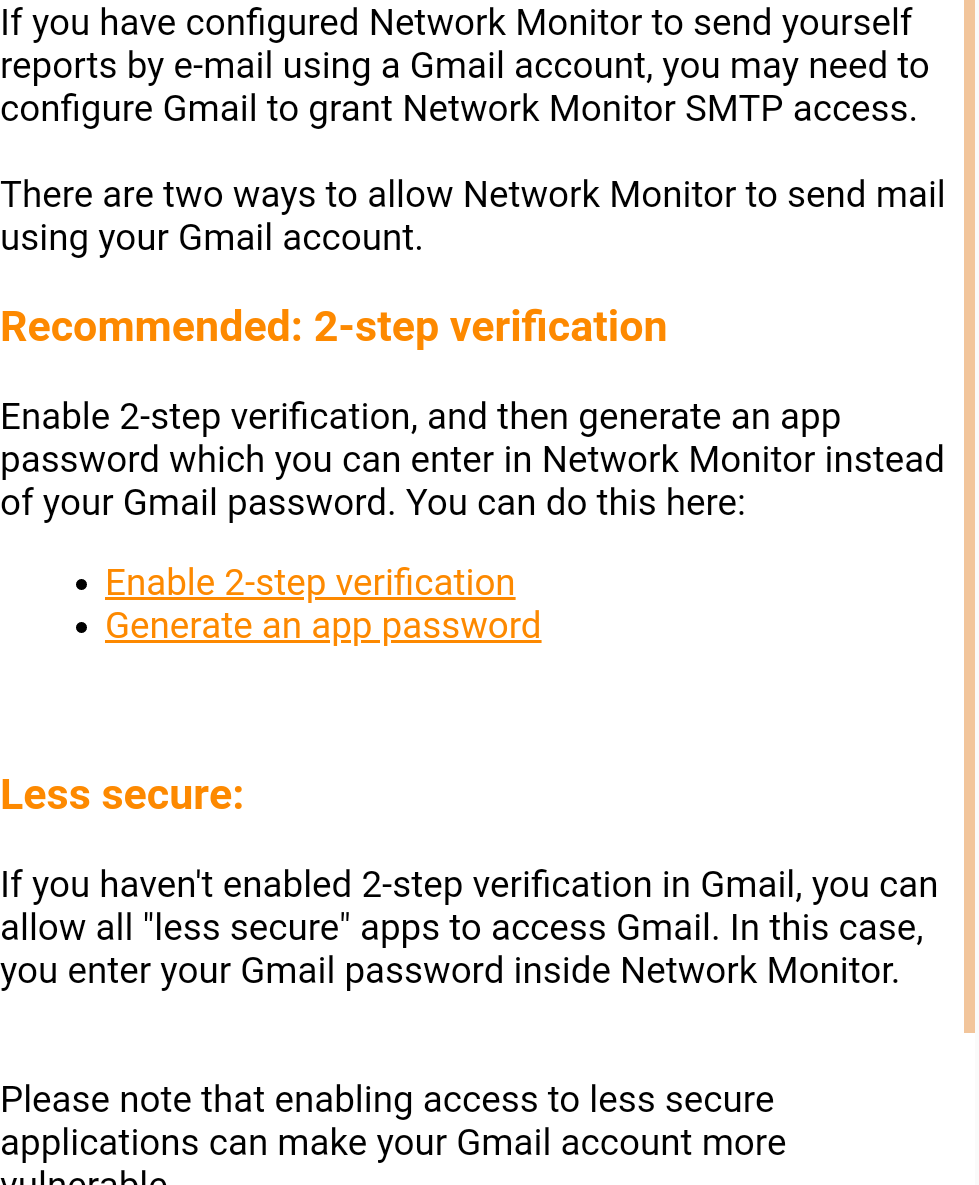 If you have configured Network Monitor to send yourself
reports by e-mail using a Gmail account, you may need to
configure Gmail to grant Network Monitor SMTP access.
There are two ways to allow Network Monitor to send mail
using your Gmail account.
Recommended: 2-step verification
Enable 2-step verification, and then generate an app
password which you can enter in Network Monitor instead
of your Gmail password. You can do this here:
• Enable 2-step verification
• Generate an app password
Less secure:
If you haven't enabled 2-step verification in Gmail, you can
allow all "less secure" apps to access Gmail. In this case,
you enter your Gmail password inside Network Monitor.
Please note that enabling access to less secure
applications can make your Gmail account more
vulnerable